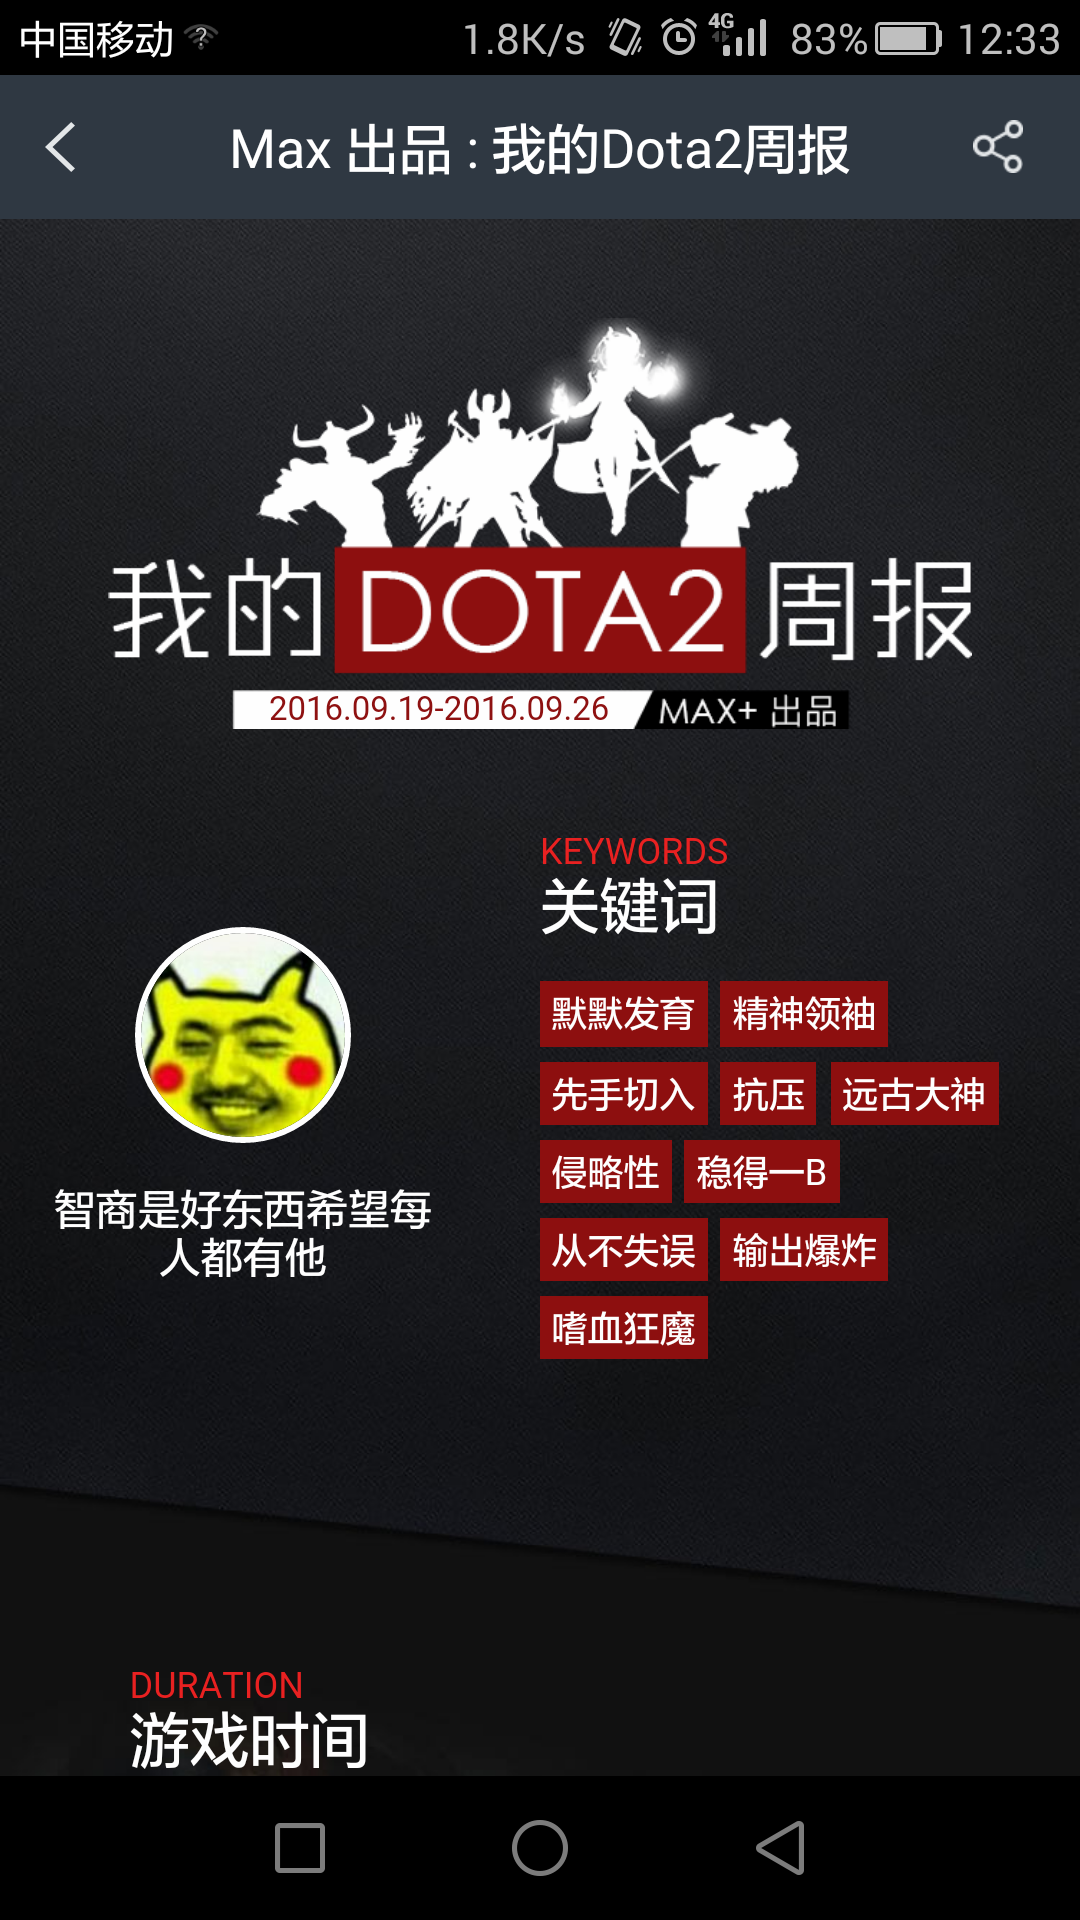 中国移动 1.8K/s 4G 83% 12:33
Max 出品 : 我的Dota2周报
我的DOTA2周报
2016.09.19-2016.09.26 MAX+ 出品
KEYWORDS
关键词
默默发育 精神领袖
先手切入 抗压 远古大神
侵略性 稳得一B
从不失误 输出爆炸
嗜血狂魔
智商是好东西希望每
人都有他
DURATION
游戏时间